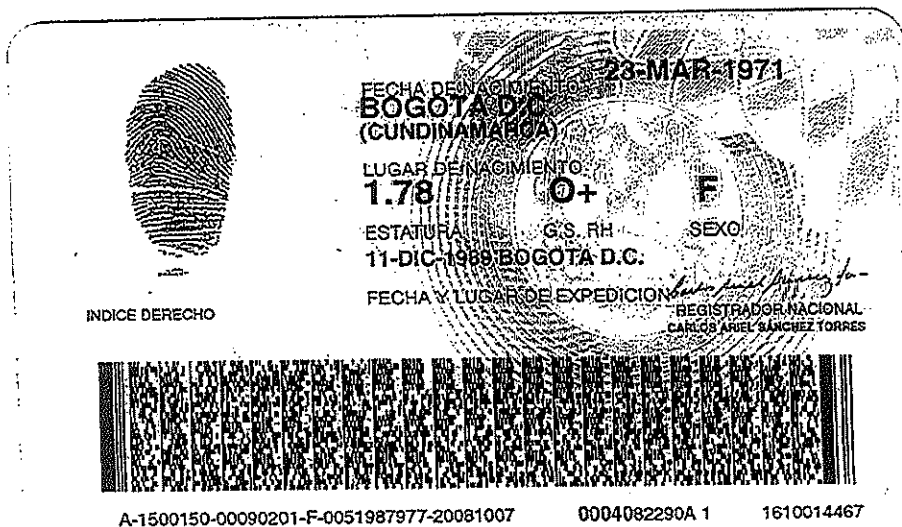 FECHA DE NACIMIENTO 23-MAR-1971
BOGOTA D.C.
(CUNDINAMARCA)
LUGAR DE NACIMIENTO
1.78 O+ F
ESTATURA G.S. RH SEXO
11-DIC-1989 BOGOTA D.C.
FECHA Y LUGAR DE EXPEDICION
REGISTRADOR NACIONAL
CARLOS ARIEL SÁNCHEZ TORRES
INDICE DERECHO
A-1500150-00090201-F-0051987977-20081007 0004082290A 1 1610014467